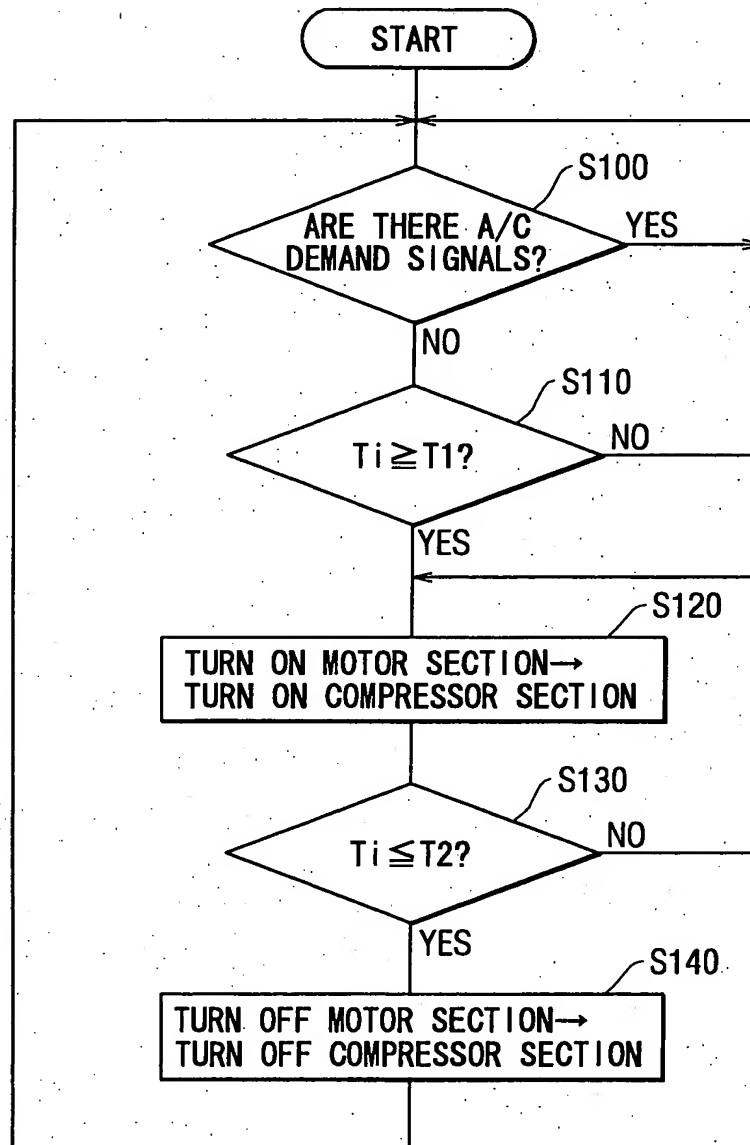 START
S100
ARE THERE A/C
DEMAND SIGNALS?
YES
NO
S110
Ti≧T1?
NO
YES
S120
TURN ON MOTOR SECTION→
TURN ON COMPRESSOR SECTION
S130
Ti≦T2?
NO
YES
S140
TURN OFF MOTOR SECTION→
TURN OFF COMPRESSOR SECTION